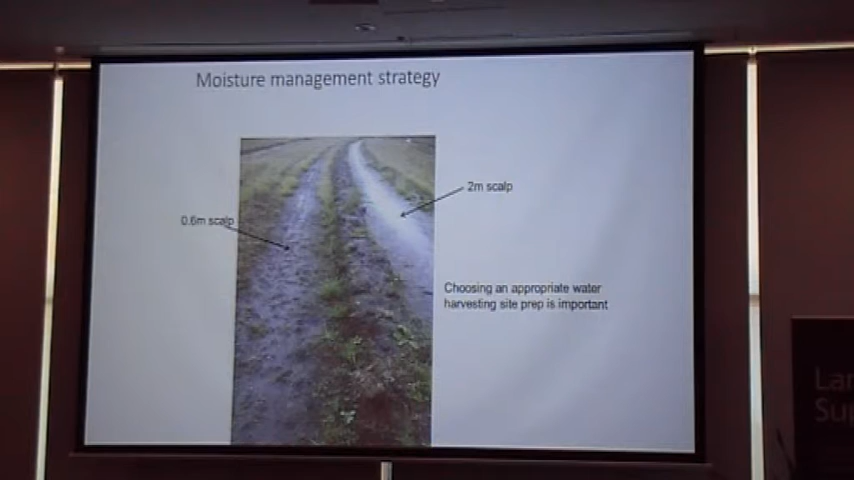 Moisture management strategy
2m scalp
0.6m scalp
Choosing an appropriate water
harvesting site prep is important